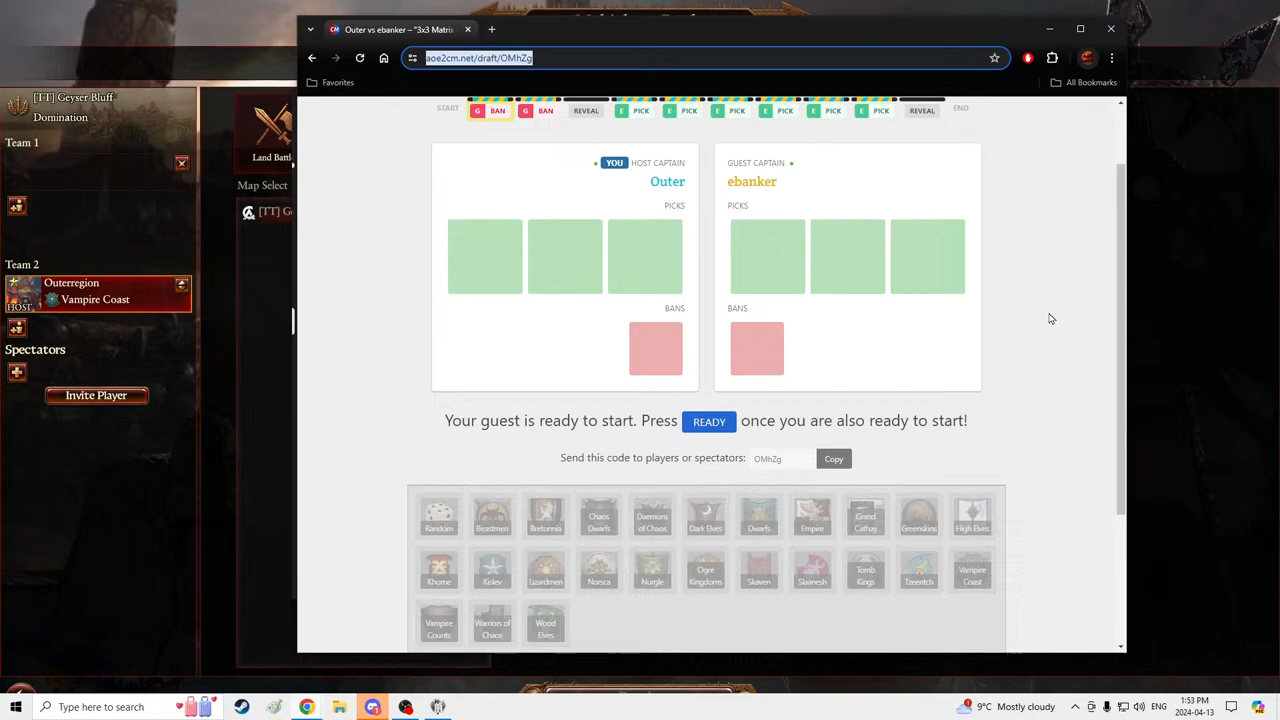 Outer vs ebanker – "3x3 Matrix
aoe2cm.net/draft/OMhZg
Favorites
All Bookmarks
[TT] Geyser Bluff
Domination
Team 1
Team 2
Outerregion
HOST
Vampire Coast
Spectators
Invite Player
Land Battl
Map Select
[TT] Ge
START
G BAN
G BAN
REVEAL
E PICK
E PICK
E PICK
E PICK
E PICK
E PICK
REVEAL
END
YOU HOST CAPTAIN
Outer
PICKS
BANS
GUEST CAPTAIN
ebanker
PICKS
BANS
Your guest is ready to start. Press READY once you are also ready to start!
Send this code to players or spectators: OMhZg Copy
Random
Beastmen
Bretonnia
Chaos Dwarfs
Daemons of Chaos
Dark Elves
Dwarfs
Empire
Grand Cathay
Greenskins
High Elves
Khorne
Kislev
Lizardmen
Norsca
Nurgle
Ogre Kingdoms
Skaven
Slaanesh
Tomb Kings
Tzeentch
Vampire Coast
Vampire Counts
Warriors of Chaos
Wood Elves
Type here to search
9°C Mostly cloudy
ENG
1:53 PM
2024-04-13